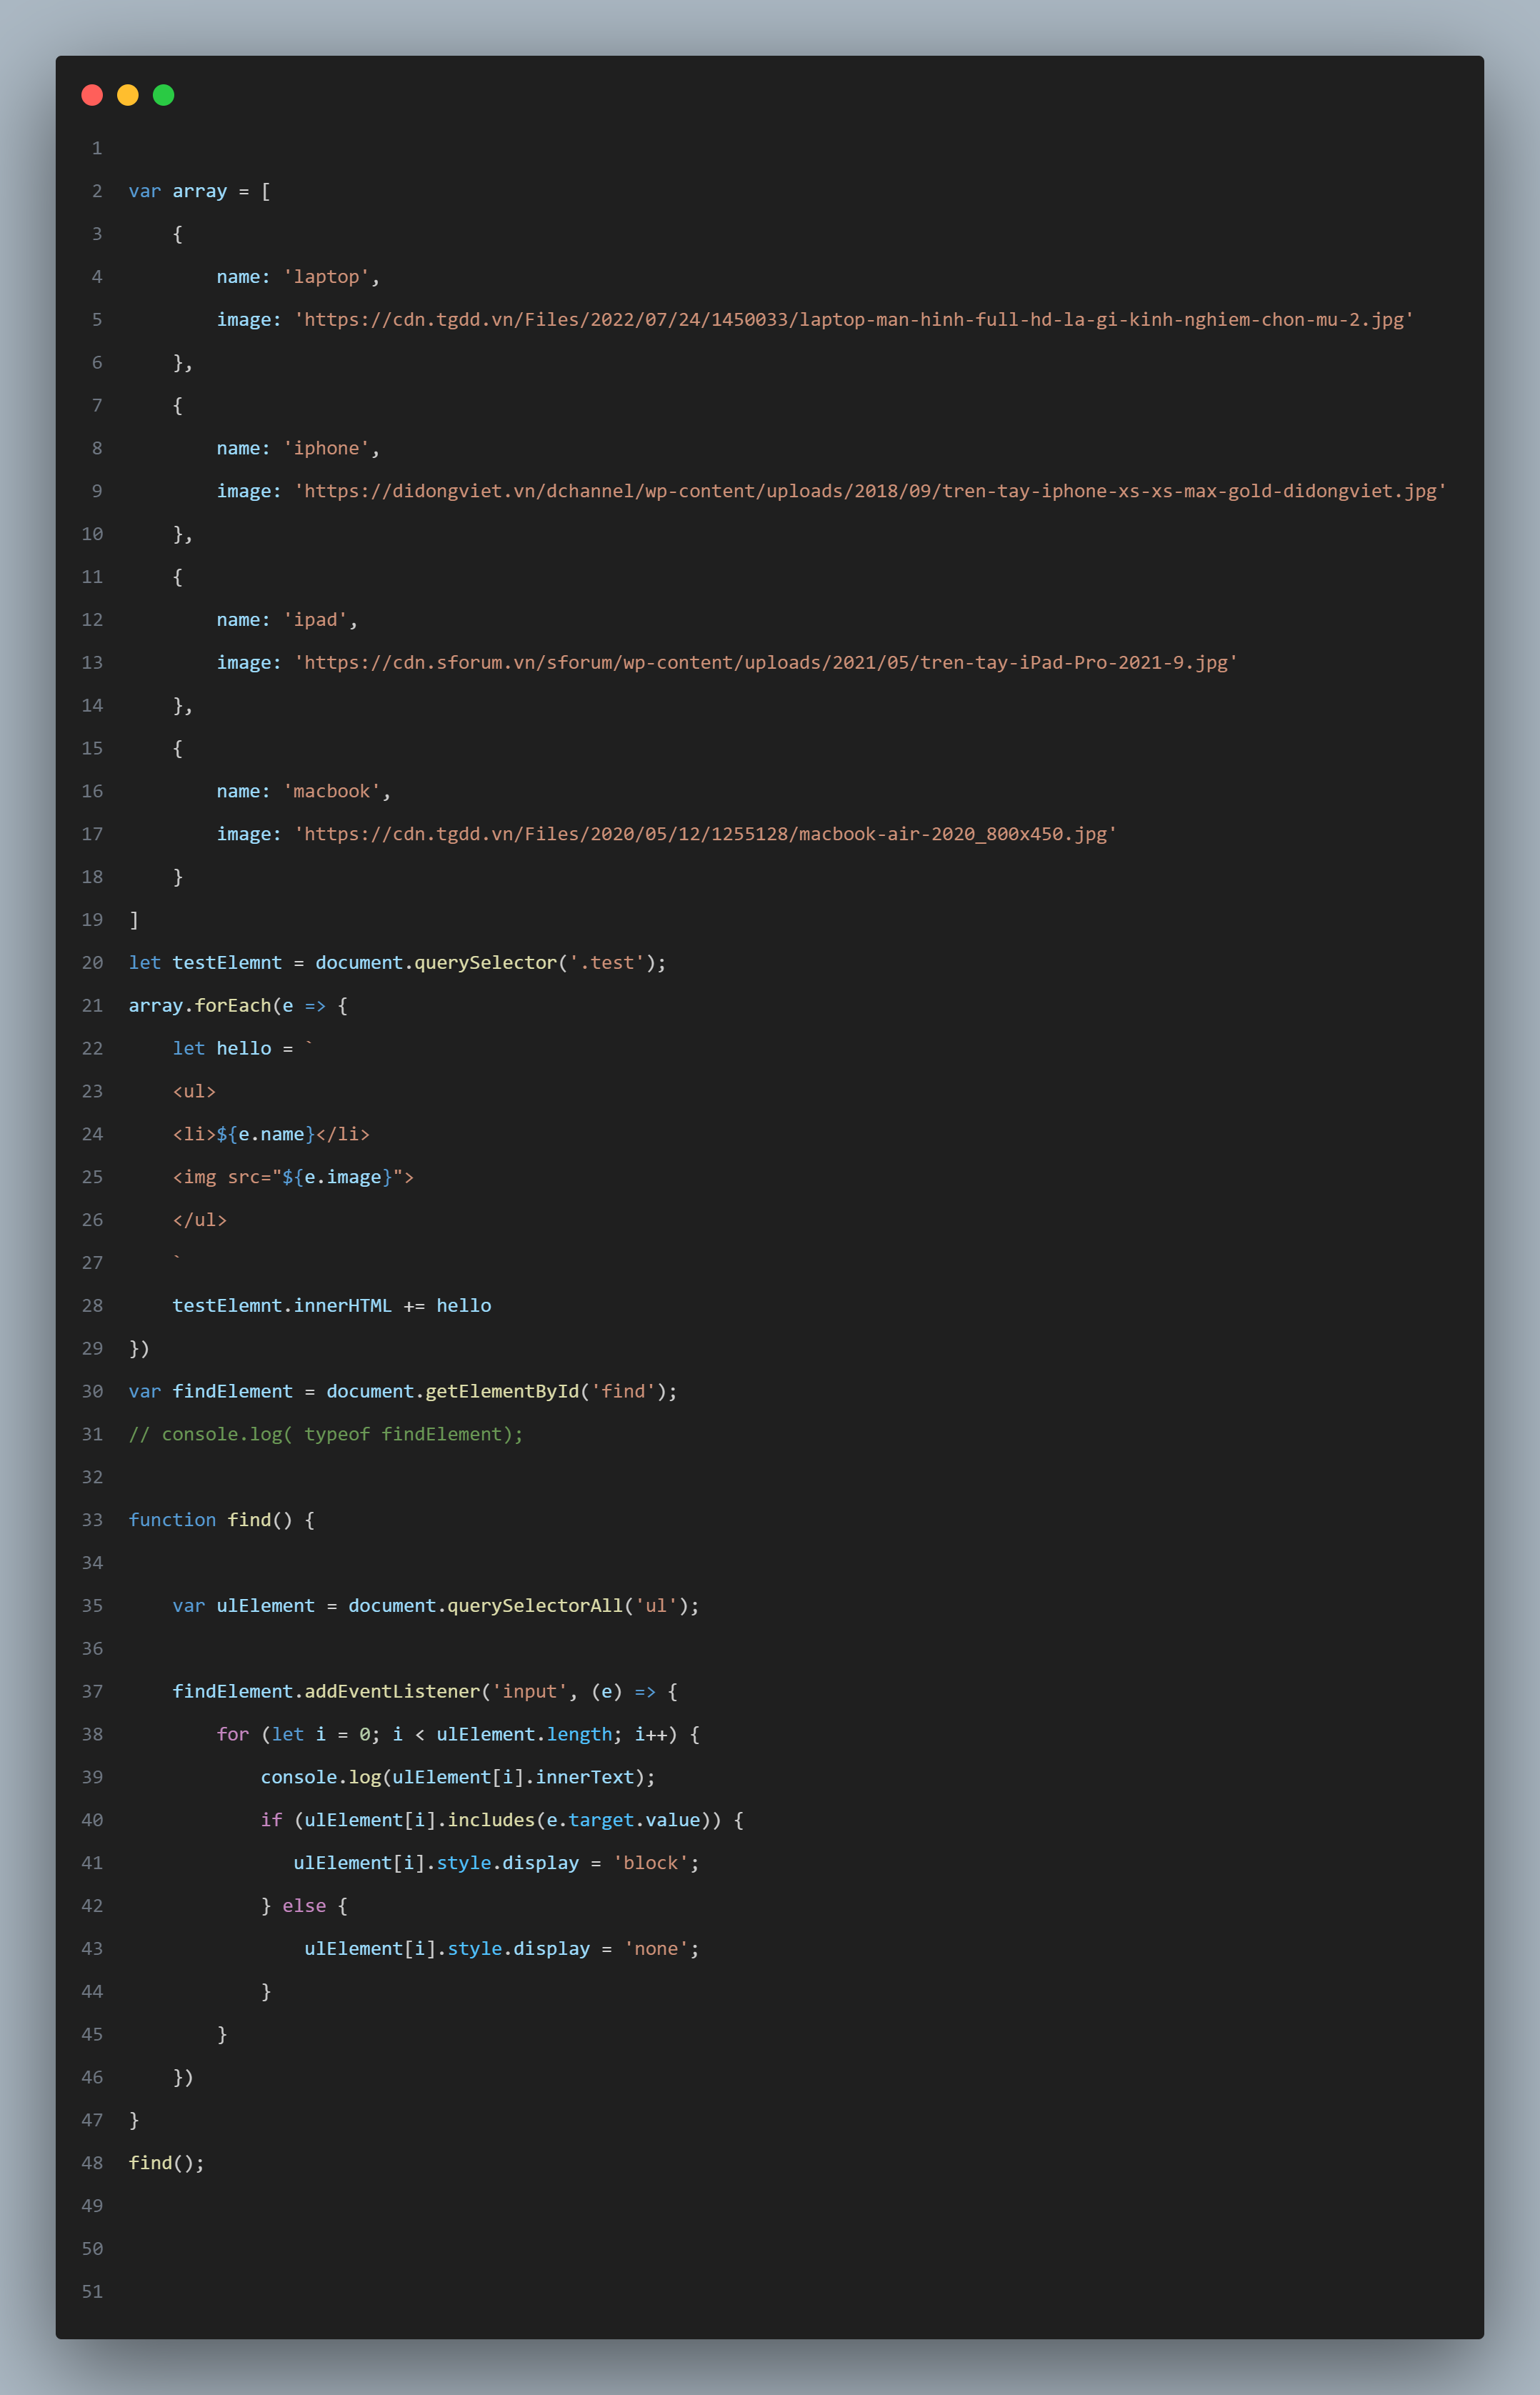 1
2 var array = [
3     {
4         name: 'laptop',
5         image: 'https://cdn.tgdd.vn/Files/2022/07/24/1450033/laptop-man-hinh-full-hd-la-gi-kinh-nghiem-chon-mu-2.jpg'
6     },
7     {
8         name: 'iphone',
9         image: 'https://didongviet.vn/dchannel/wp-content/uploads/2018/09/tren-tay-iphone-xs-xs-max-gold-didongviet.jpg'
10     },
11     {
12         name: 'ipad',
13         image: 'https://cdn.sforum.vn/sforum/wp-content/uploads/2021/05/tren-tay-iPad-Pro-2021-9.jpg'
14     },
15     {
16         name: 'macbook',
17         image: 'https://cdn.tgdd.vn/Files/2020/05/12/1255128/macbook-air-2020_800x450.jpg'
18     }
19 ]
20 let testElemnt = document.querySelector('.test');
21 array.forEach(e => {
22     let hello = `
23     <ul>
24     <li>${e.name}</li>
25     <img src="${e.image}">
26     </ul>
27     `
28     testElemnt.innerHTML += hello
29 })
30 var findElement = document.getElementById('find');
31 // console.log( typeof findElement);
32
33 function find() {
34
35     var ulElement = document.querySelectorAll('ul');
36
37     findElement.addEventListener('input', (e) => {
38         for (let i = 0; i < ulElement.length; i++) {
39             console.log(ulElement[i].innerText);
40             if (ulElement[i].includes(e.target.value)) {
41                ulElement[i].style.display = 'block';
42             } else {
43                 ulElement[i].style.display = 'none';
44             }
45         }
46     })
47 }
48 find();
49
50
51